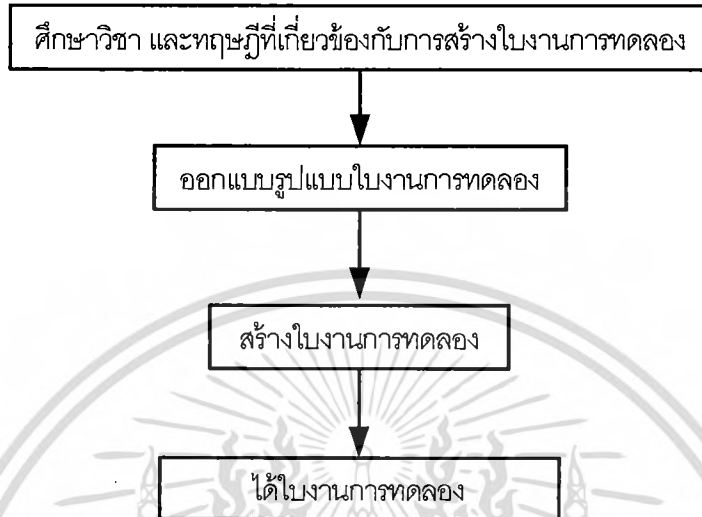 ศึกษาวิชา และทฤษฎีที่เกี่ยวข้องกับการสร้างใบงานการทดลอง
ออกแบบรูปแบบใบงานการทดลอง
สร้างใบงานการทดลอง
ได้ใบงานการทดลอง